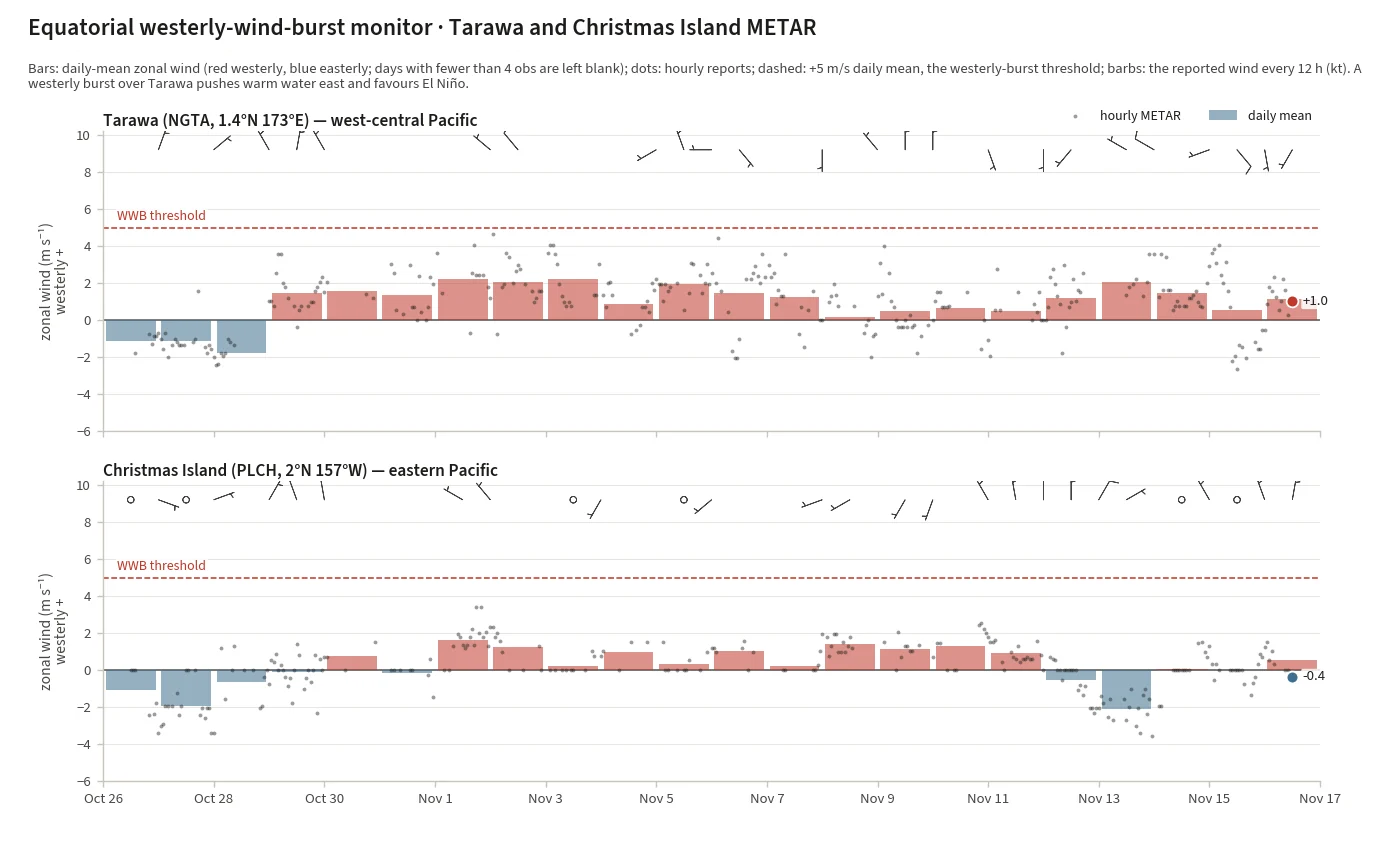 Equatorial westerly-wind-burst monitor · Tarawa and Christmas Island METAR
Bars: daily-mean zonal wind (red westerly, blue easterly; days with fewer than 4 obs are left blank); dots: hourly reports; dashed: +5 m/s daily mean, the westerly-burst threshold; barbs: the reported wind every 12 h (kt). A
westerly burst over Tarawa pushes warm water east and favours El Niño.
Tarawa (NGTA, 1.4°N 173°E) — west-central Pacific
hourly METAR
daily mean
10
8
6
4
2
0
−2
−4
−6
zonal wind (m s⁻¹)
westerly +
WWB threshold
+1.0
Christmas Island (PLCH, 2°N 157°W) — eastern Pacific
10
8
6
4
2
0
−2
−4
−6
zonal wind (m s⁻¹)
westerly +
WWB threshold
-0.4
Oct 26
Oct 28
Oct 30
Nov 1
Nov 3
Nov 5
Nov 7
Nov 9
Nov 11
Nov 13
Nov 15
Nov 17